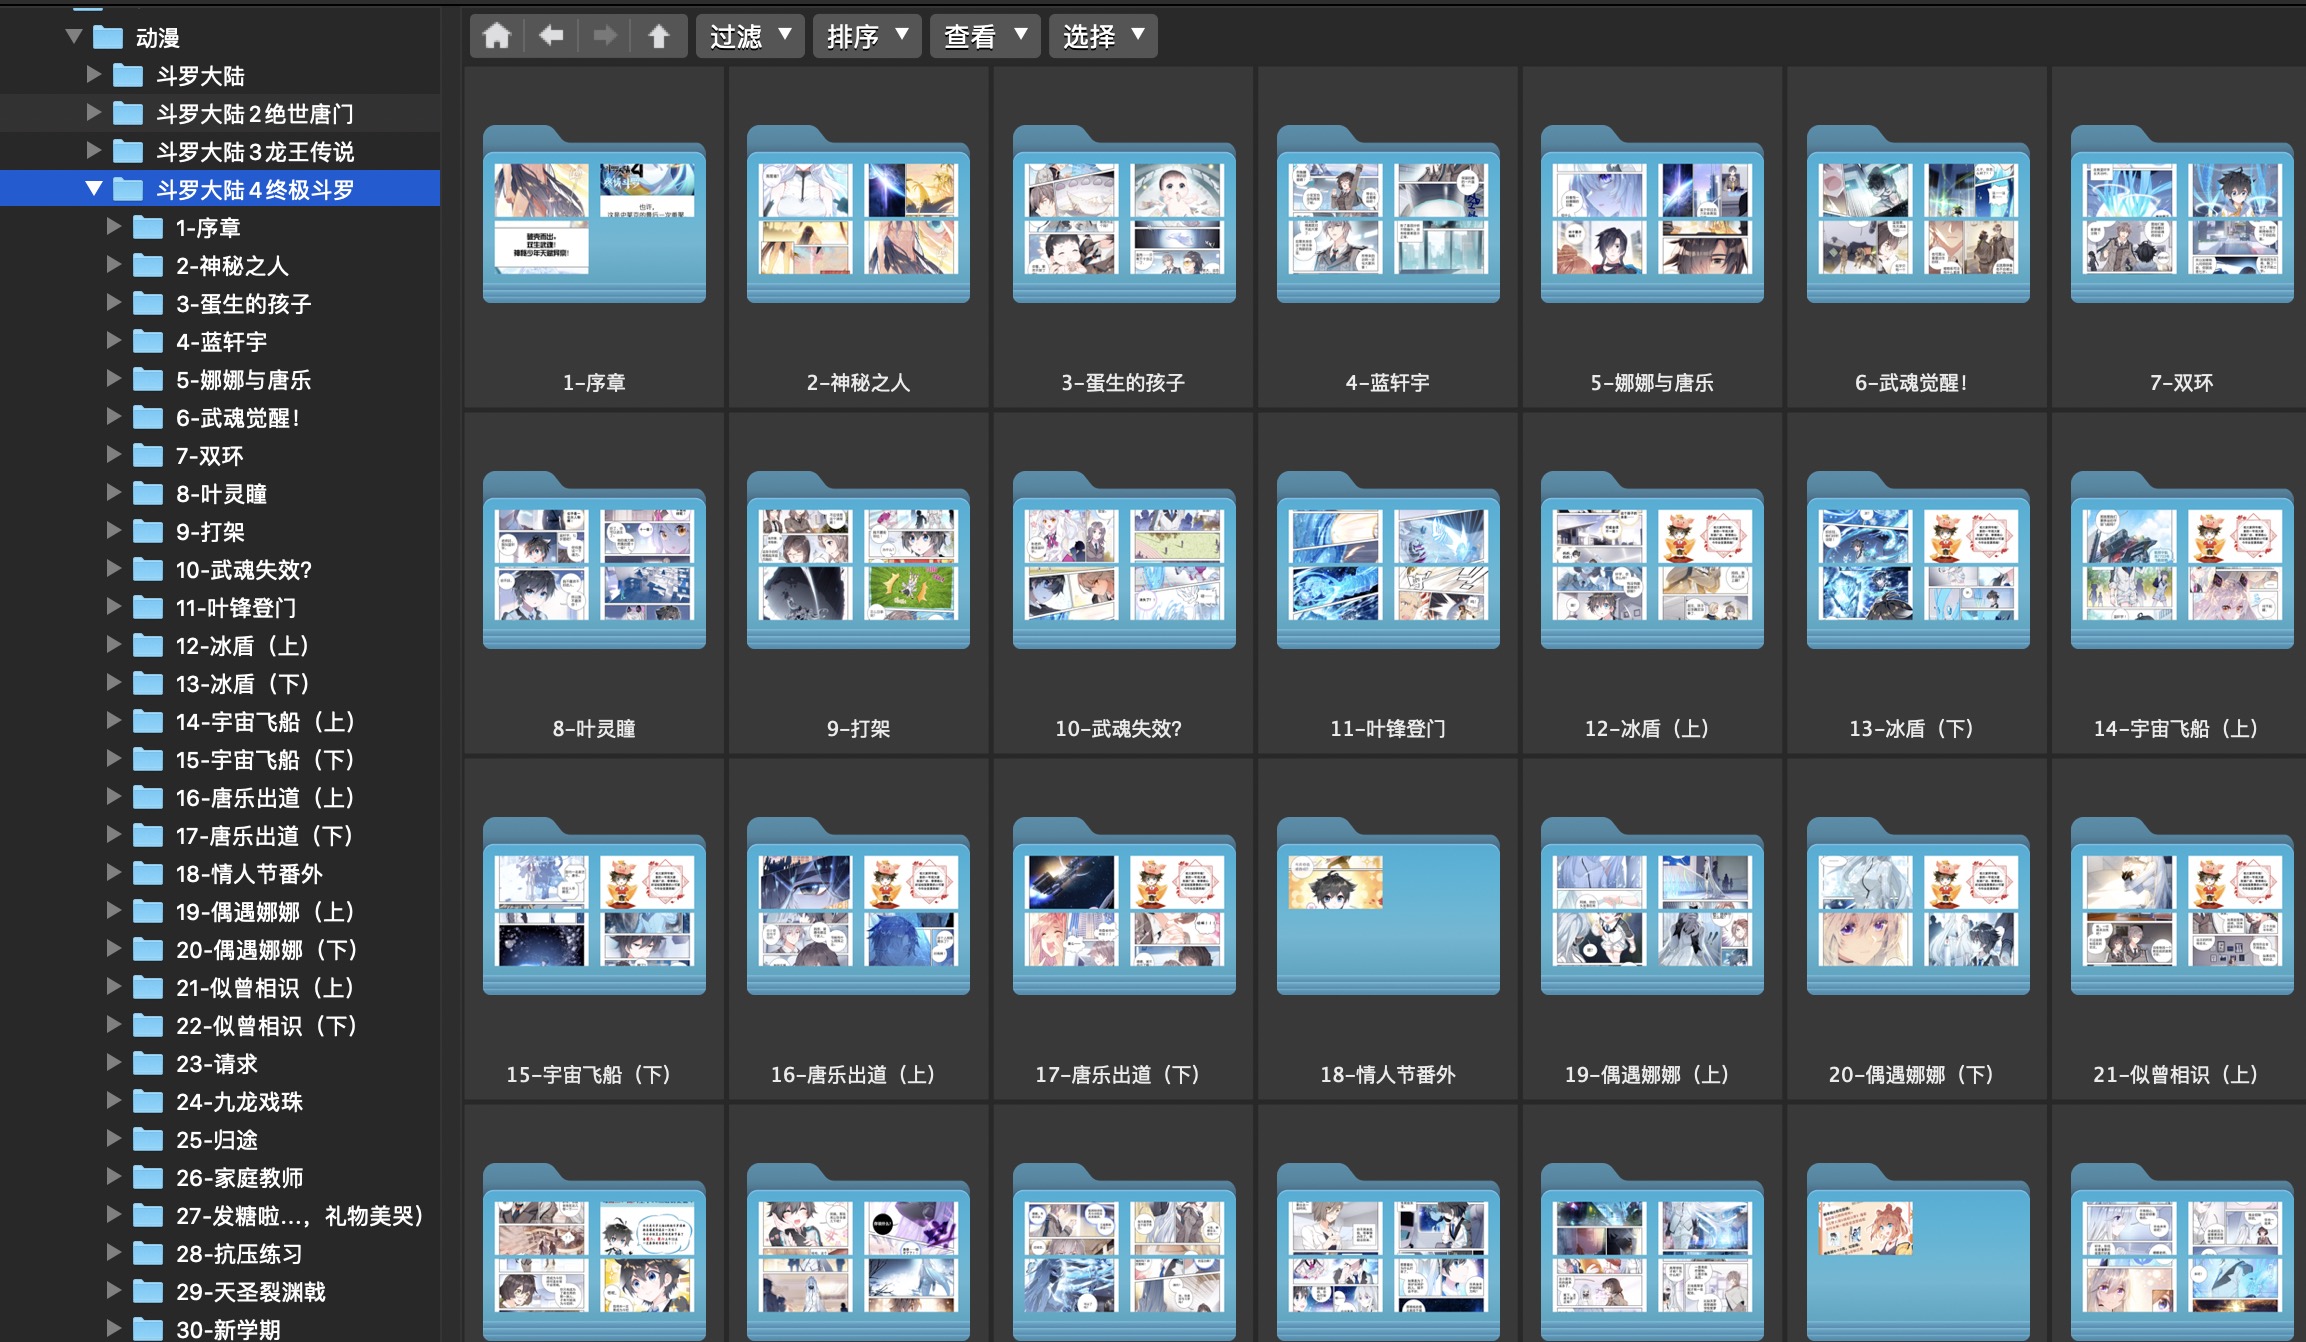 动漫
斗罗大陆
斗罗大陆2绝世唐门
斗罗大陆3龙王传说
斗罗大陆4终极斗罗
1-序章
2-神秘之人
3-蛋生的孩子
4-蓝轩宇
5-娜娜与唐乐
6-武魂觉醒！
7-双环
8-叶灵瞳
9-打架
10-武魂失效？
11-叶锋登门
12-冰盾（上）
13-冰盾（下）
14-宇宙飞船（上）
15-宇宙飞船（下）
16-唐乐出道（上）
17-唐乐出道（下）
18-情人节番外
19-偶遇娜娜（上）
20-偶遇娜娜（下）
21-似曾相识（上）
22-似曾相识（下）
23-请求
24-九龙戏珠
25-归途
26-家庭教师
27-发糖啦…，礼物美哭）
28-抗压练习
29-天圣裂渊戟
30-新学期
过滤 ▼ 排序 ▼ 查看 ▼ 选择 ▼
1-序章 2-神秘之人 3-蛋生的孩子 4-蓝轩宇 5-娜娜与唐乐 6-武魂觉醒！ 7-双环
8-叶灵瞳 9-打架 10-武魂失效？ 11-叶锋登门 12-冰盾（上） 13-冰盾（下） 14-宇宙飞船（上）
15-宇宙飞船（下） 16-唐乐出道（上） 17-唐乐出道（下） 18-情人节番外 19-偶遇娜娜（上） 20-偶遇娜娜（下） 21-似曾相识（上）